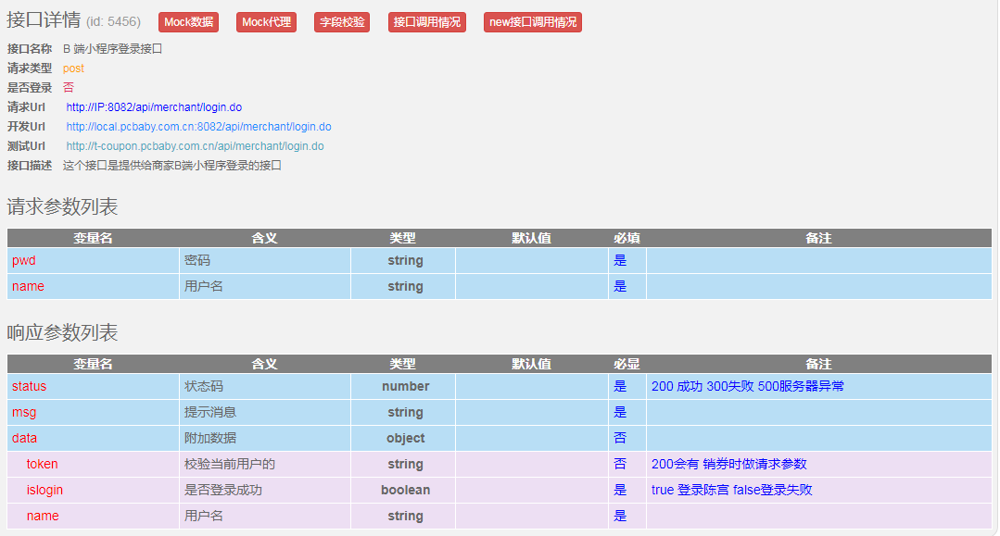 接口详情 (id: 5456) Mock数据 Mock代理 字段校验 接口调用情况 new接口调用情况
接口名称 B 端小程序登录接口
请求类型 post
是否登录 否
请求Url http://IP:8082/api/merchant/login.do
开发Url http://local.pcbaby.com.cn:8082/api/merchant/login.do
测试Url http://t-coupon.pcbaby.com.cn/api/merchant/login.do
接口描述 这个接口是提供给商家B端小程序登录的接口
请求参数列表
变量名 含义 类型 默认值 必填 备注
pwd 密码 string 是
name 用户名 string 是
响应参数列表
变量名 含义 类型 默认值 必显 备注
status 状态码 number 是 200 成功 300失败 500服务器异常
msg 提示消息 string 是
data 附加数据 object 否
token 校验当前用户的 string 否 200会有 销券时做请求参数
islogin 是否登录成功 boolean 是 true 登录陈宫 false登录失败
name 用户名 string 是